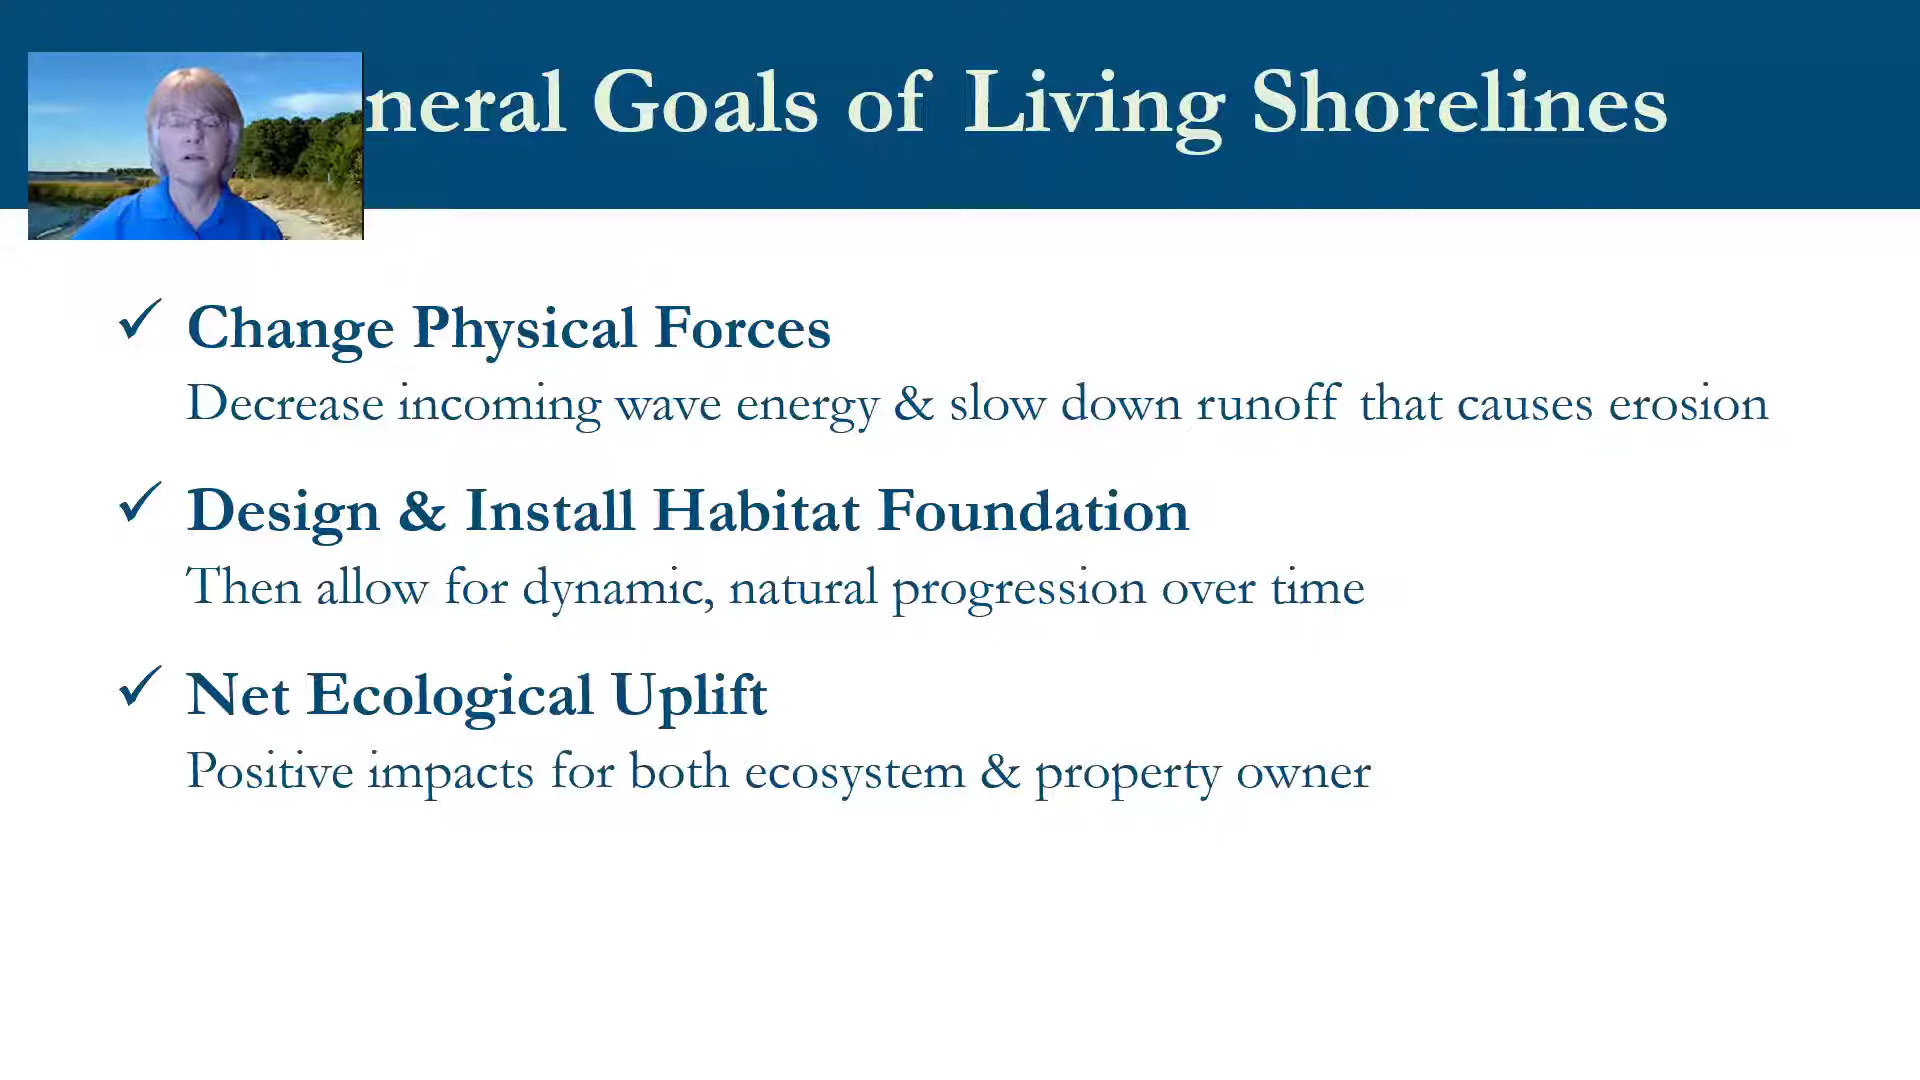 neral Goals of Living Shorelines
✓ Change Physical Forces
Decrease incoming wave energy & slow down runoff that causes erosion
✓ Design & Install Habitat Foundation
Then allow for dynamic, natural progression over time
✓ Net Ecological Uplift
Positive impacts for both ecosystem & property owner